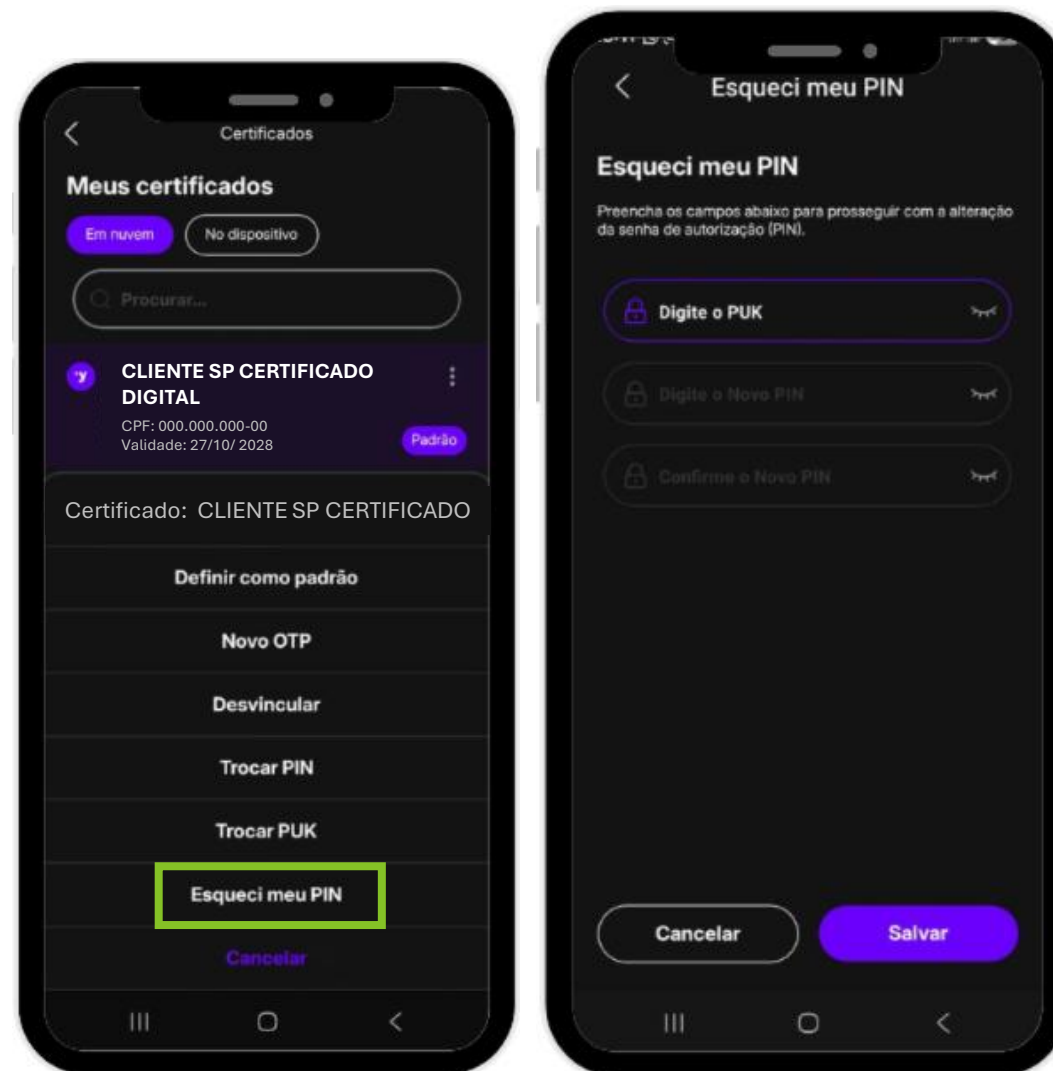 Certificados
Meus certificados
Em nuvem
No dispositivo
Procurar...
CLIENTE SP CERTIFICADO
DIGITAL
CPF: 000.000.000-00
Validade: 27/10/ 2028
Padrão
Certificado: CLIENTE SP CERTIFICADO
Definir como padrão
Novo OTP
Desvincular
Trocar PIN
Trocar PUK
Esqueci meu PIN
Cancelar
Esqueci meu PIN
Esqueci meu PIN
Preencha os campos abaixo para prosseguir com a alteração
da senha de autorização (PIN).
Digite o PUK
Digite o Novo PIN
Confirme o Novo PIN
Cancelar
Salvar